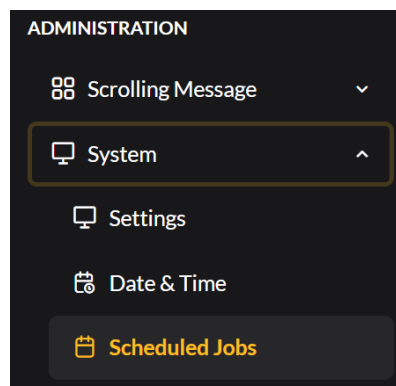 ADMINISTRATION
Scrolling Message
System
Settings
Date & Time
Scheduled Jobs